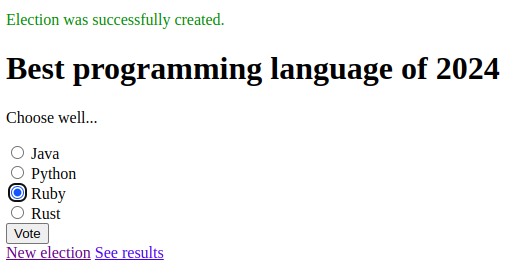 Election was successfully created.
Best programming language of 2024
Choose well...
Java
Python
Ruby
Rust
Vote
New election See results